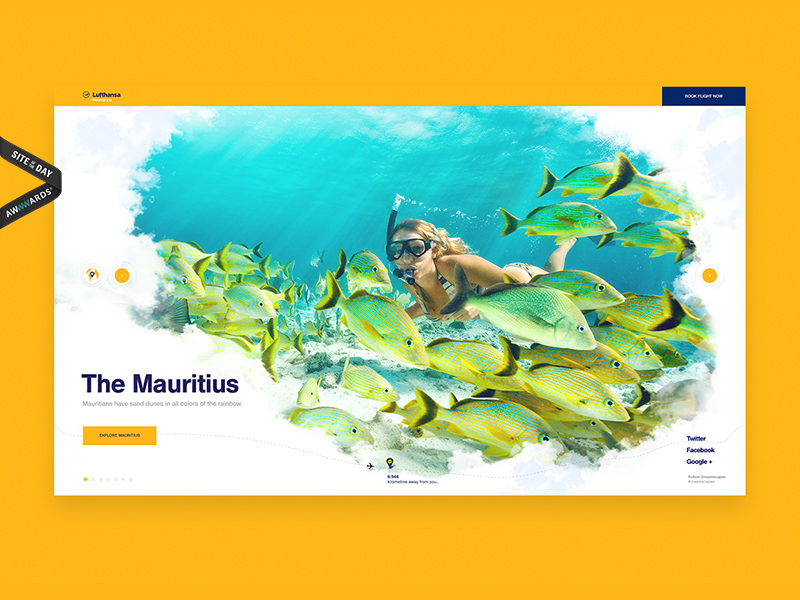 Lufthansa
BOOK FLIGHT NOW
SITE OF THE DAY
AWWWARDS
The Mauritius
Mauritians have sand dunes in all colors of the rainbow.
EXPLORE MAURITIUS
6.944
kilometres away from you..
Twitter
Facebook
Google +
Follow Dreamscapes
#dreamscapes